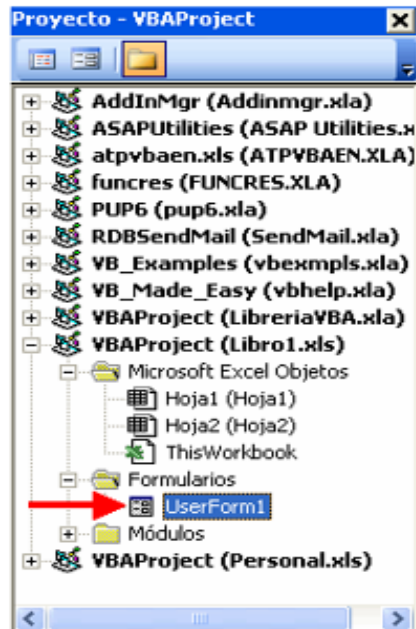 Proyecto - VBAProject
AddInMgr (Addinmgr.xla)
ASAPUtilities (ASAP Utilities.x
atpvbaen.xls (ATPVBAEN.XLA)
funcres (FUNCRES.XLA)
PUP6 (pup6.xla)
RDBSendMail (SendMail.xla)
VB_Examples (vbexmpls.xla)
VB_Made_Easy (vbhelp.xla)
VBAProject (LibreriaVBA.xla)
VBAProject (Libro1.xls)
Microsoft Excel Objetos
Hoja1 (Hoja1)
Hoja2 (Hoja2)
ThisWorkbook
Formularios
UserForm1
Módulos
VBAProject (Personal.xls)